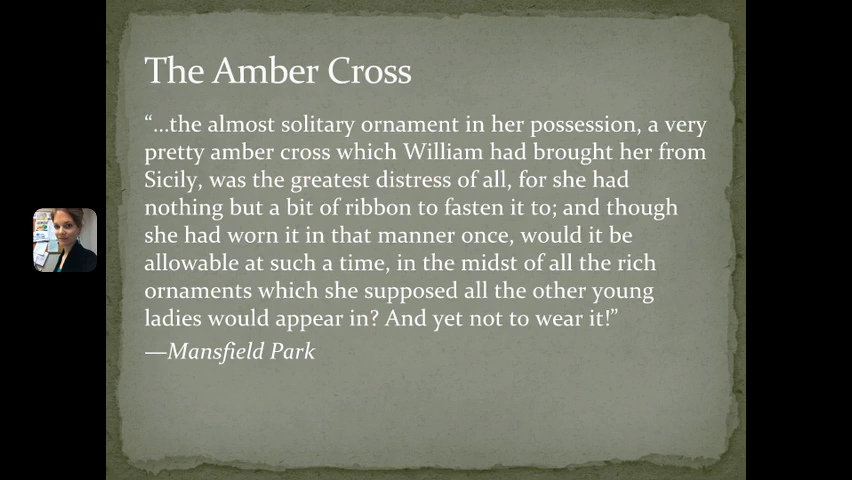 The Amber Cross
“…the almost solitary ornament in her possession, a very
pretty amber cross which William had brought her from
Sicily, was the greatest distress of all, for she had
nothing but a bit of ribbon to fasten it to; and though
she had worn it in that manner once, would it be
allowable at such a time, in the midst of all the rich
ornaments which she supposed all the other young
ladies would appear in? And yet not to wear it!”
—Mansfield Park